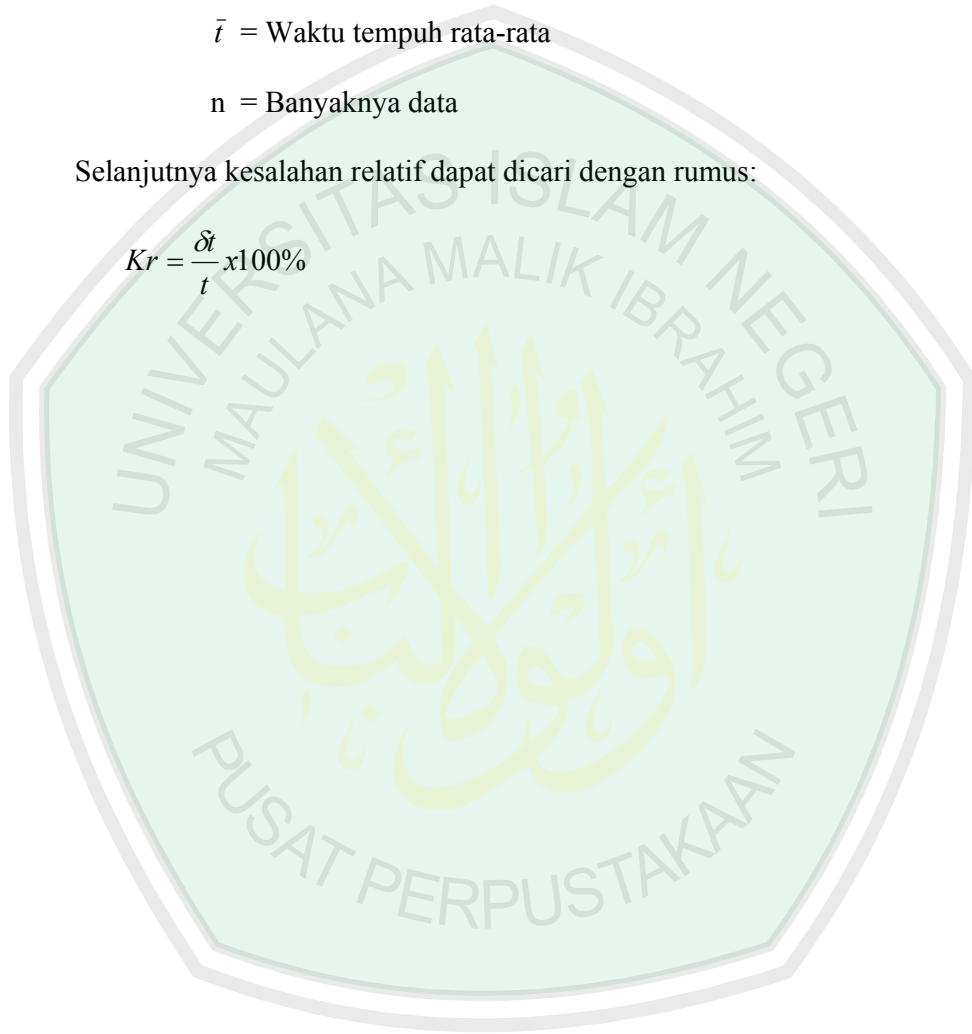 t̄ = Waktu tempuh rata-rata
n = Banyaknya data
Selanjutnya kesalahan relatif dapat dicari dengan rumus:
Kr = δt/t x100%
UNIVERSITAS ISLAM NEGERI
MAULANA MALIK IBRAHIM
PUSAT PERPUSTAKAAN